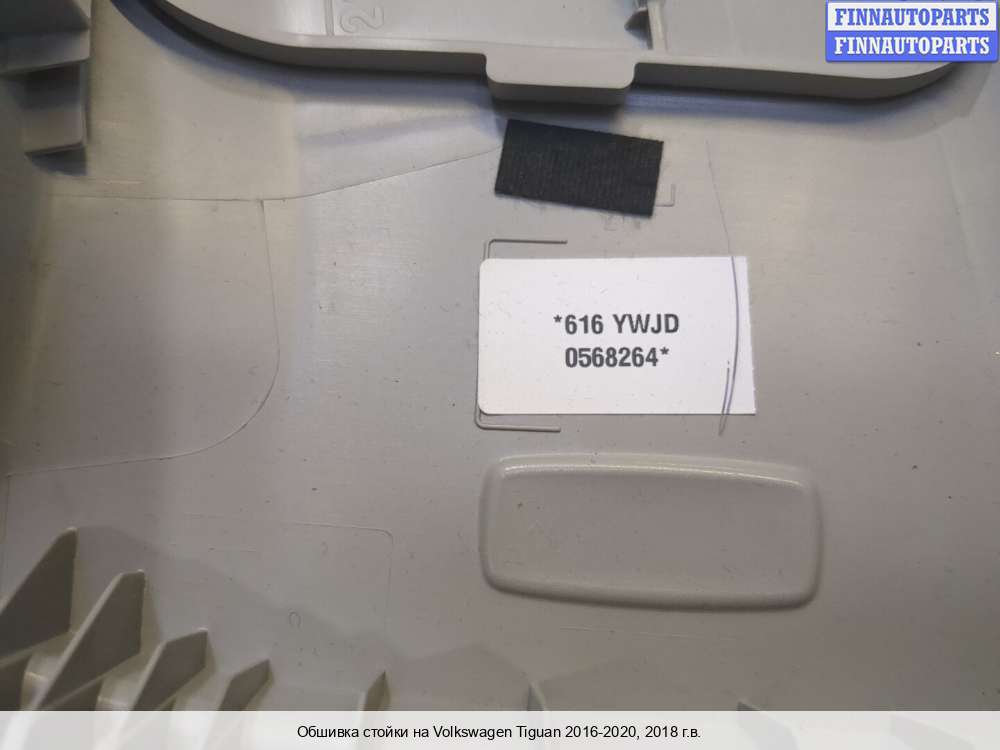 FINNAUTOPARTS
FINNAUTOPARTS
*616 YWJD
0568264*
Обшивка стойки на Volkswagen Tiguan 2016-2020, 2018 г.в.